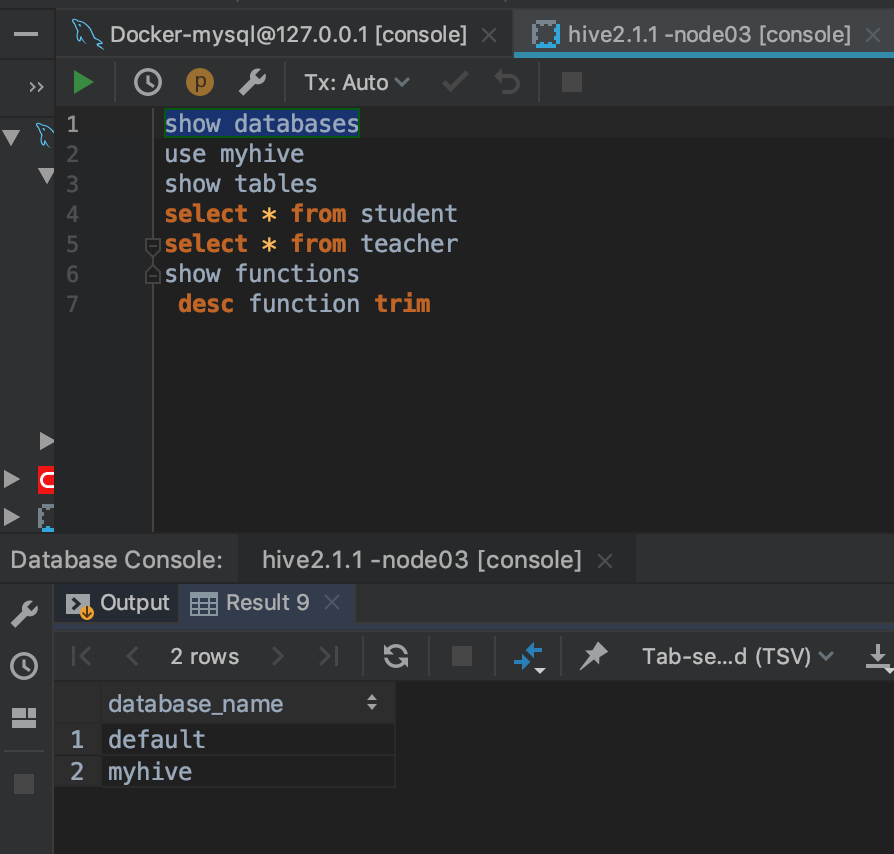 Docker-mysql@127.0.0.1 [console]
hive2.1.1 -node03 [console]
p
Tx: Auto
1 show databases
2 use myhive
3 show tables
4 select * from student
5 select * from teacher
6 show functions
7 desc function trim
Database Console: hive2.1.1 -node03 [console]
Output Result 9
2 rows Tab-se...d (TSV)
database_name
1 default
2 myhive